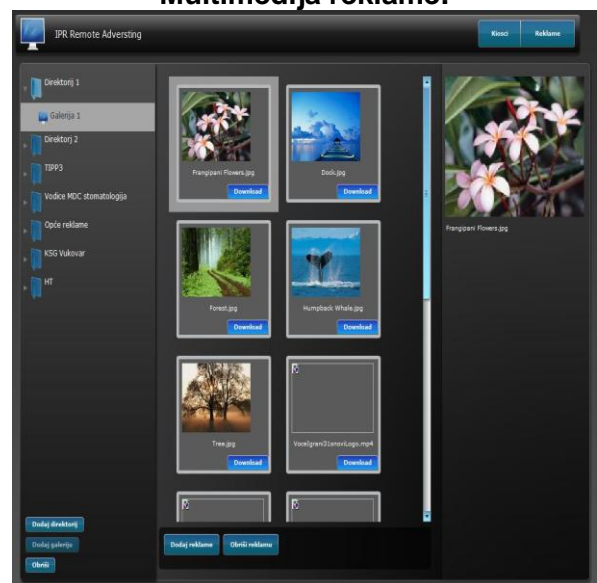 Multimedija reklame.
IPR Remote Adversting
Kiosci
Reklame
Direktorij 1
Galerija 1
Direktorj 2
TIPP3
Vodice MDC stomatologija
Opće reklame
KSG Vukovar
HT
Frangipani Flowers.jpg
Download
Dock.jpg
Download
Forest.jpg
Download
Humpback Whale.jpg
Download
Tree.jpg
Download
Download
Frangipani Flowers.jpg
Dodaj direktorij
Dodaj galeriju
Obriši
Dodaj reklamu
Obriši reklamu